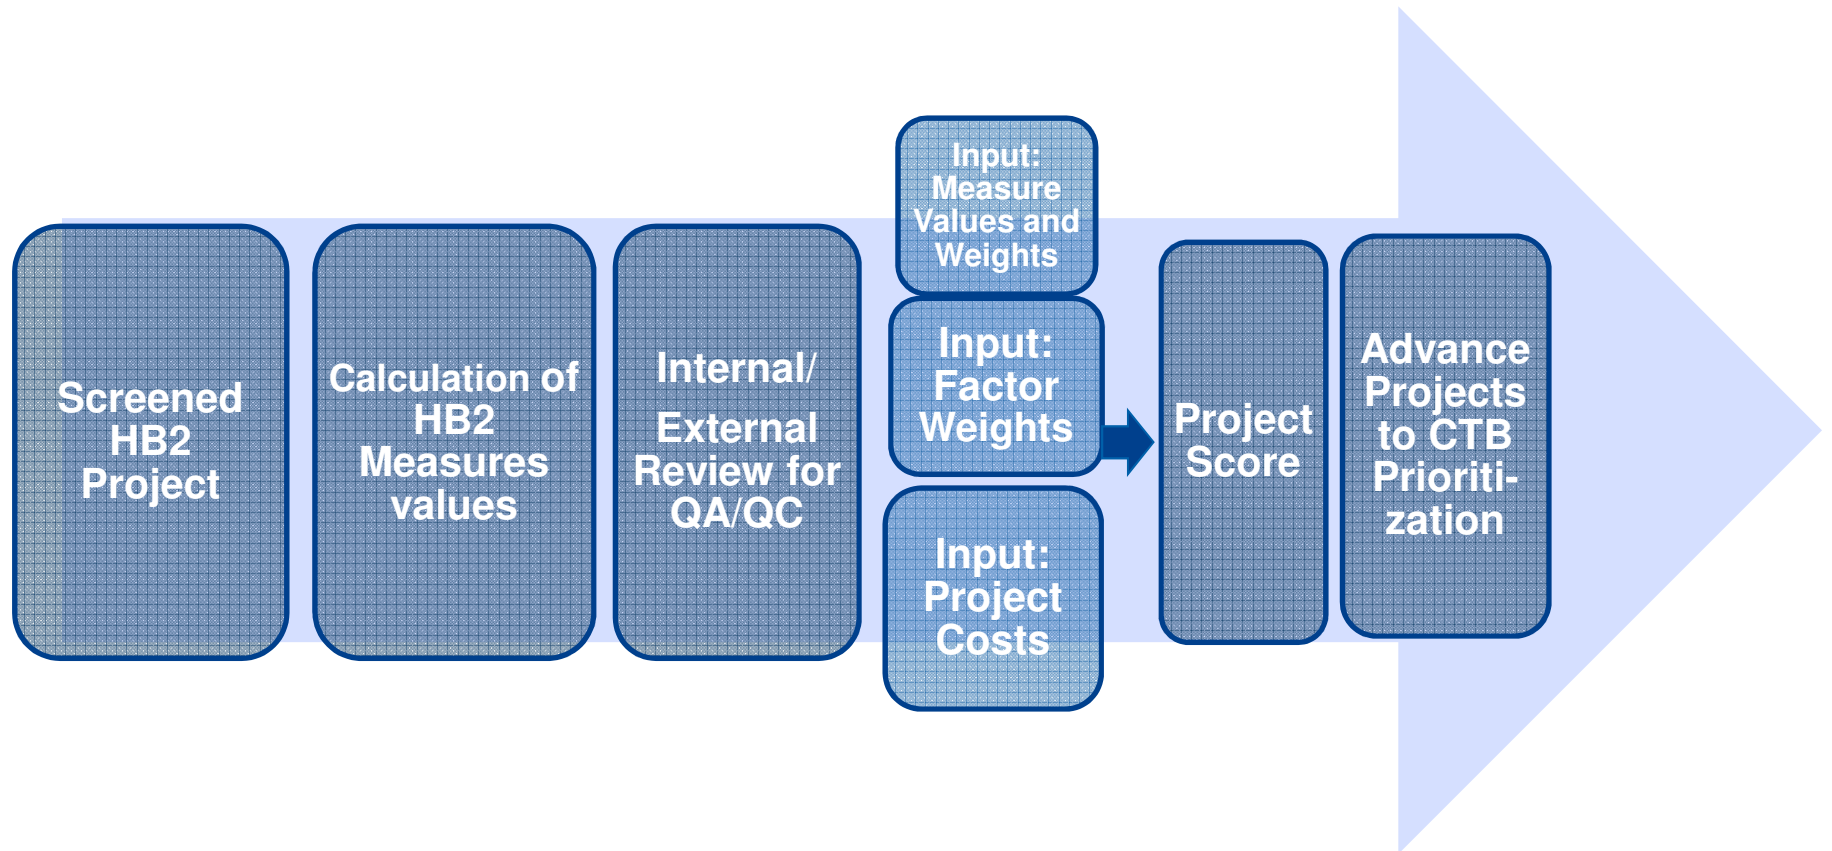 Screened
HB2
Project
Calculation of
HB2
Measures
values
Internal/
External
Review for
QA/QC
Input:
Measure
Values and
Weights
Input:
Factor
Weights
Input:
Project
Costs
Project
Score
Advance
Projects
to CTB
Prioriti-
zation